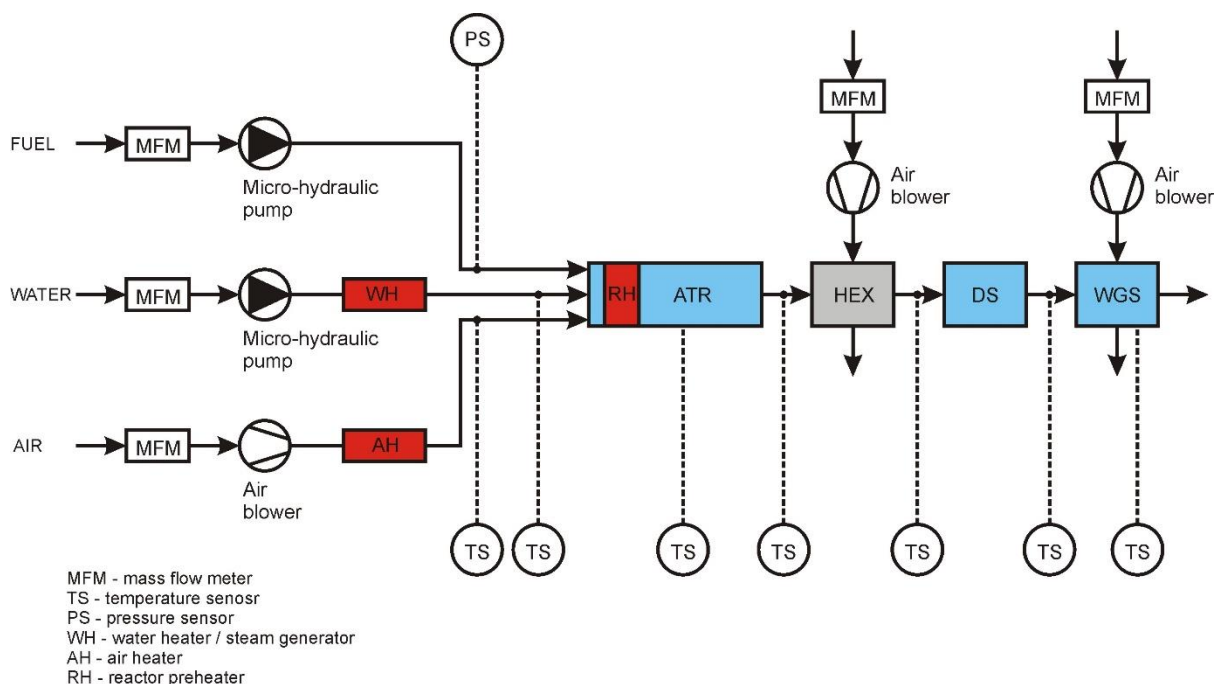 PS
MFM
MFM
FUEL
MFM
Micro-hydraulic
pump
Air
blower
Air
blower
WATER
MFM
WH
RH
ATR
HEX
DS
WGS
Micro-hydraulic
pump
AIR
MFM
AH
Air
blower
TS
TS
TS
TS
TS
TS
TS
MFM - mass flow meter
TS - temperature senosr
PS - pressure sensor
WH - water heater / steam generator
AH - air heater
RH - reactor preheater